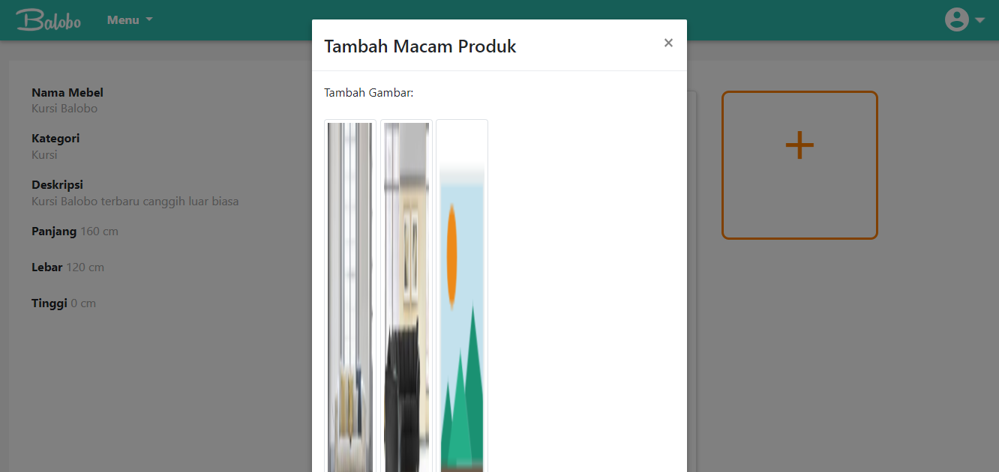 Balobo
Menu
Tambah Macam Produk
×
Tambah Gambar:
Nama Mebel
Kursi Balobo
Kategori
Kursi
Deskripsi
Kursi Balobo terbaru canggih luar biasa
Panjang 160 cm
Lebar 120 cm
Tinggi 0 cm
+